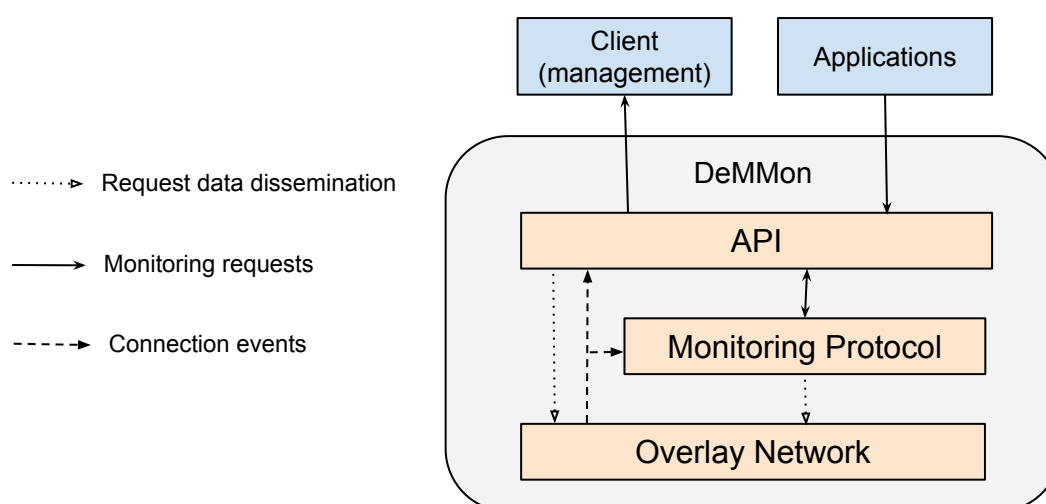 Client
(management)
Applications
DeMMon
Request data dissemination
API
Monitoring requests
Monitoring Protocol
Connection events
Overlay Network